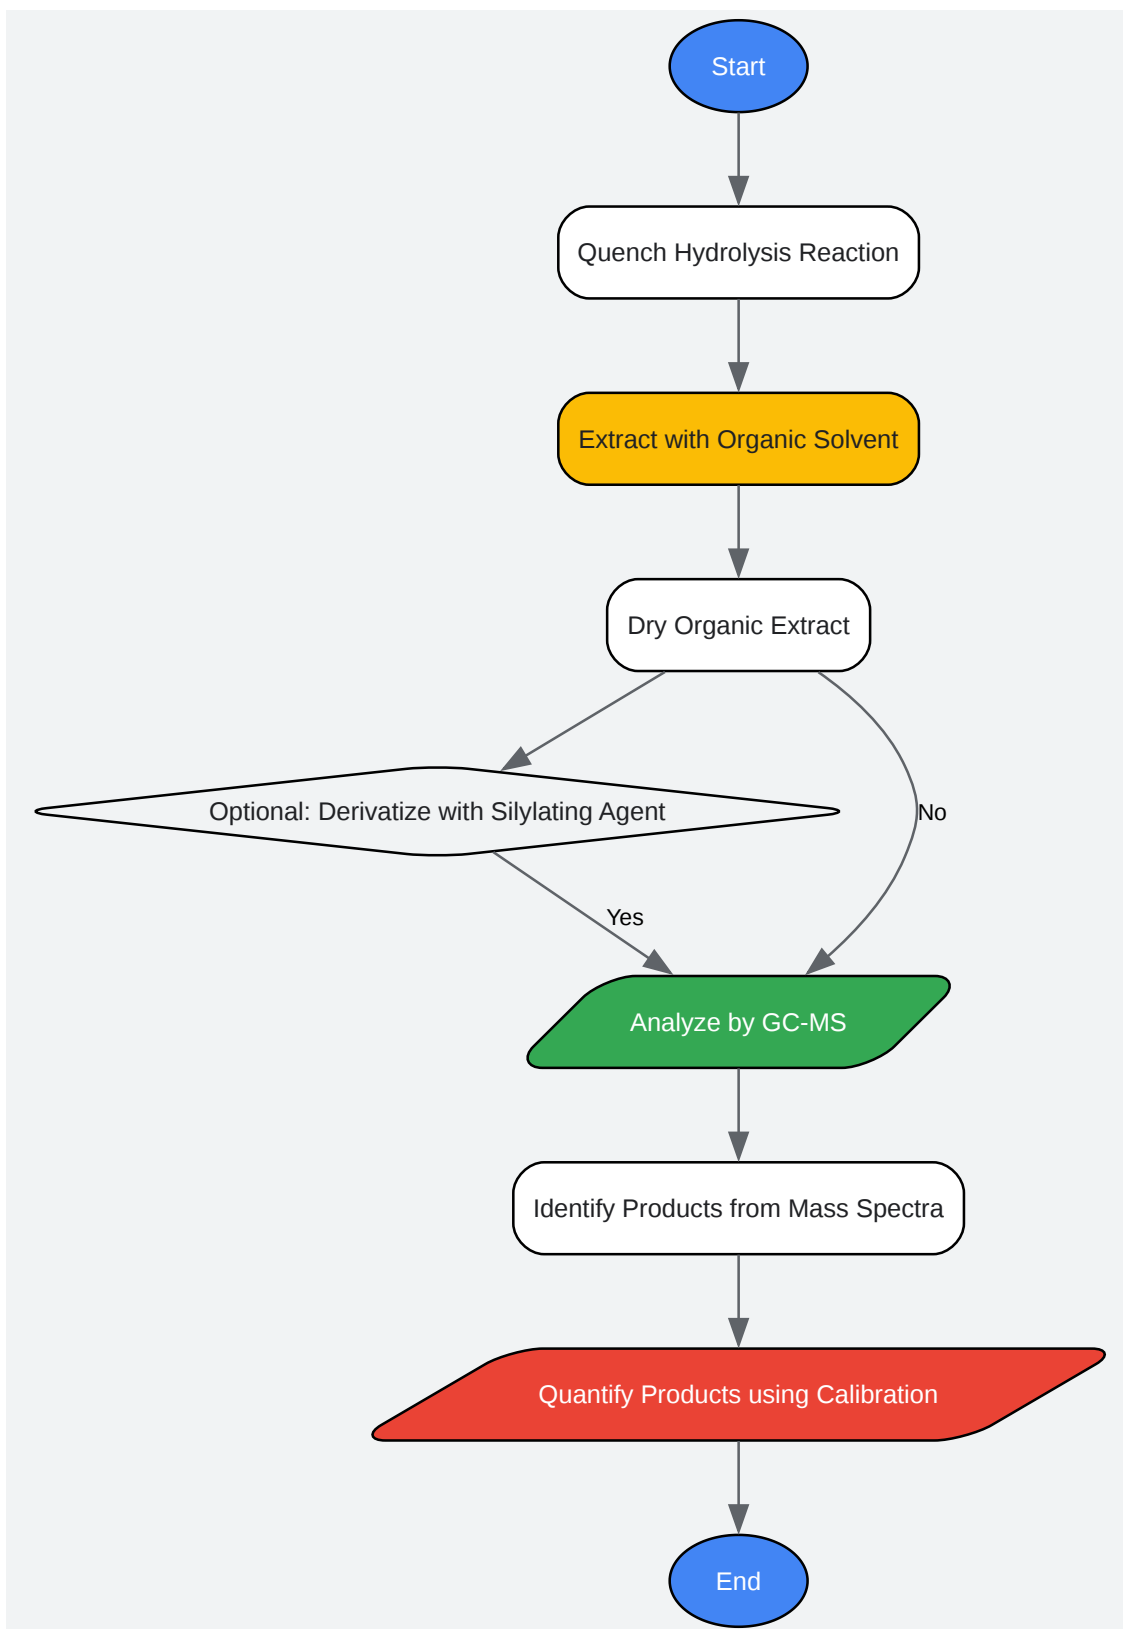 Start
Quench Hydrolysis Reaction
Extract with Organic Solvent
Dry Organic Extract
Optional: Derivatize with Silylating Agent
No
Yes
Analyze by GC-MS
Identify Products from Mass Spectra
Quantify Products using Calibration
End